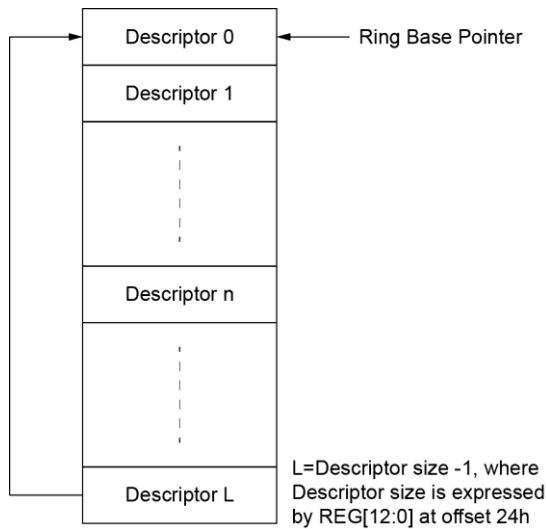 Descriptor 0
Ring Base Pointer
Descriptor 1
Descriptor n
Descriptor L
L=Descriptor size -1, where
Descriptor size is expressed
by REG[12:0] at offset 24h